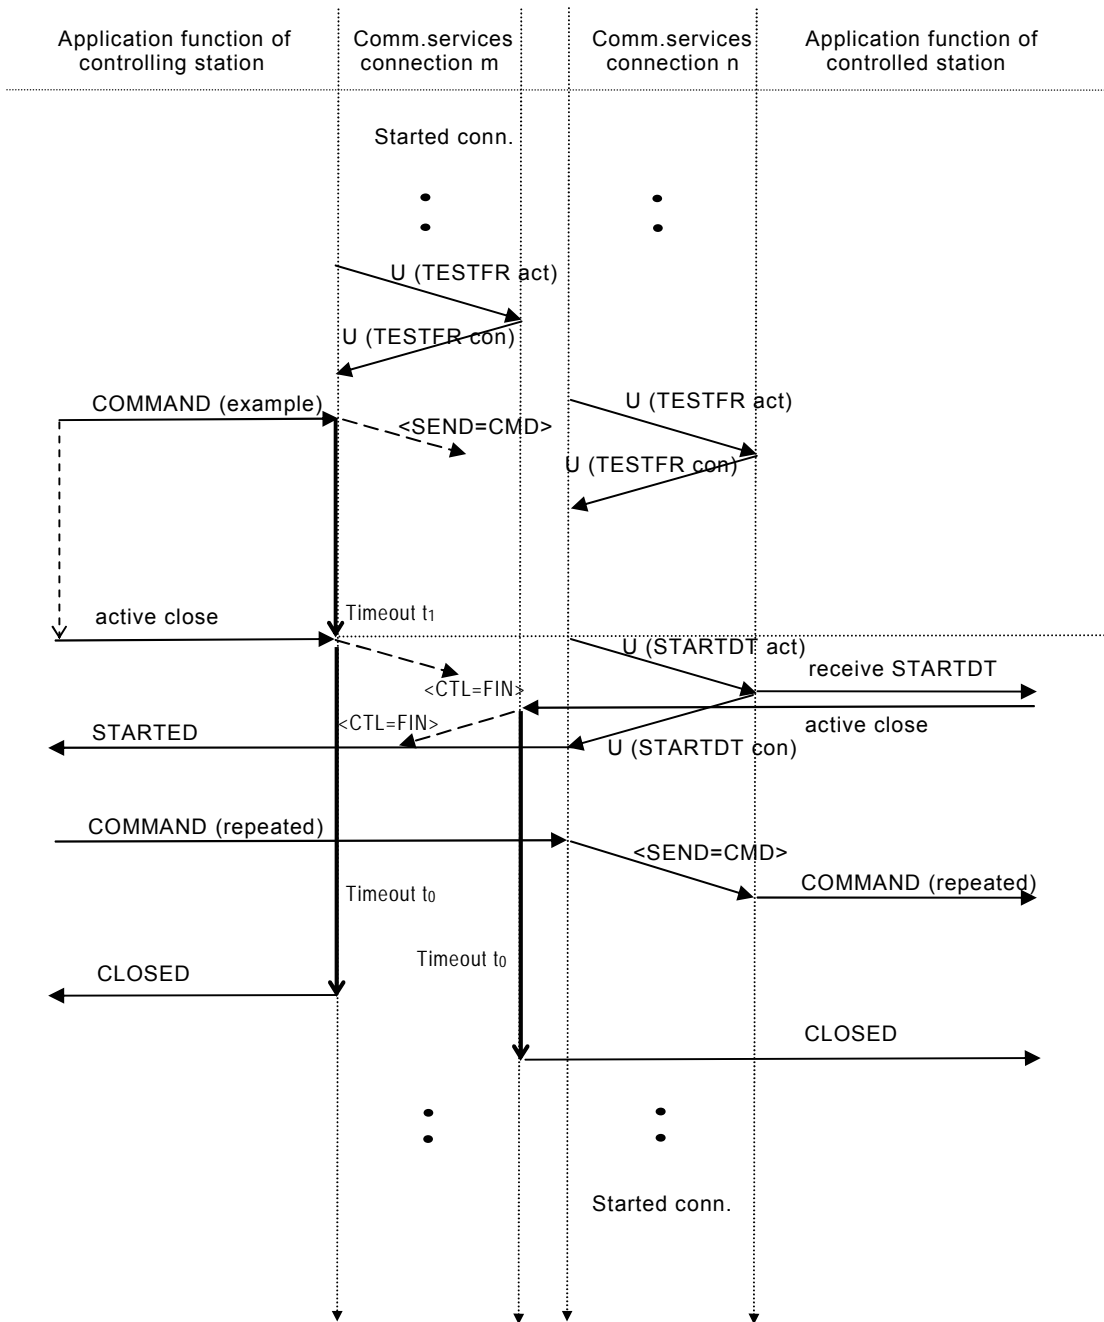 Application function of
controlling station
Comm.services
connection m
Comm.services
connection n
Application function of
controlled station
Started conn.
U (TESTFR act)
U (TESTFR con)
COMMAND (example)
<SEND=CMD>
U (TESTFR act)
U (TESTFR con)
active close
Timeout t1
U (STARTDT act)
receive STARTDT
<CTL=FIN>
<CTL=FIN>
active close
STARTED
U (STARTDT con)
COMMAND (repeated)
<SEND=CMD>
COMMAND (repeated)
Timeout t0
Timeout t0
CLOSED
CLOSED
Started conn.